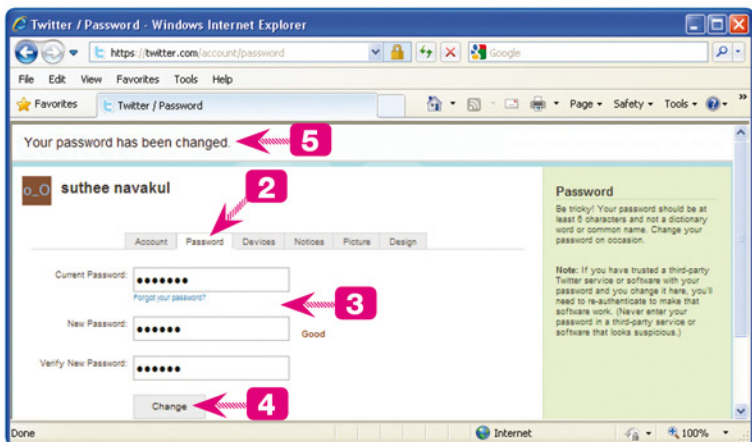 Twitter / Password - Windows Internet Explorer
https://twitter.com/account/password
Google
File Edit View Favorites Tools Help
Favorites
Twitter / Password
Page Safety Tools
Your password has been changed.
5
o_O
suthee navakul
2
Account Password Devices Notices Picture Design
Current Password:
Forgot your password?
3
New Password:
Good
Verify New Password:
Change
4
Password
Be tricky! Your password should be at
least 6 characters and not a dictionary
word or common name. Change your
password on occasion.
Note: If you have trusted a third-party
Twitter service or software with your
password and you change it here, you'll
need to re-authenticate to make that
software work. (Never enter your
password in a third-party service or
software that looks suspicious.)
Done
Internet
100%